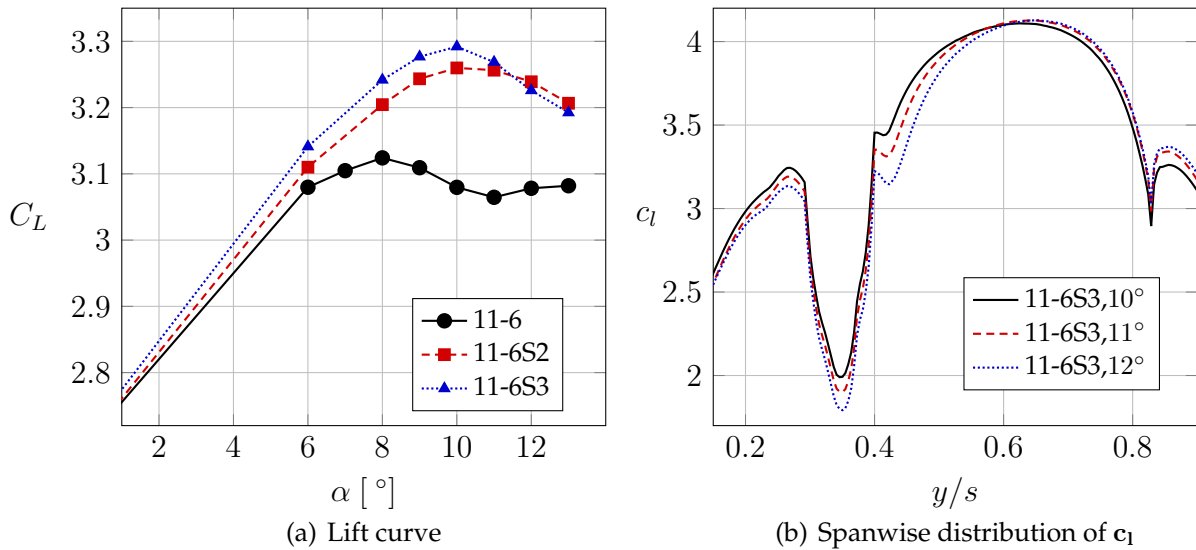 3.3
3.2
3.1
3
2.9
2.8
C_L
2 4 6 8 10 12
α [ °]
11-6
11-6S2
11-6S3
(a) Lift curve
4
3.5
3
2.5
2
c_l
0.2 0.4 0.6 0.8
y/s
11-6S3,10°
11-6S3,11°
11-6S3,12°
(b) Spanwise distribution of c_l